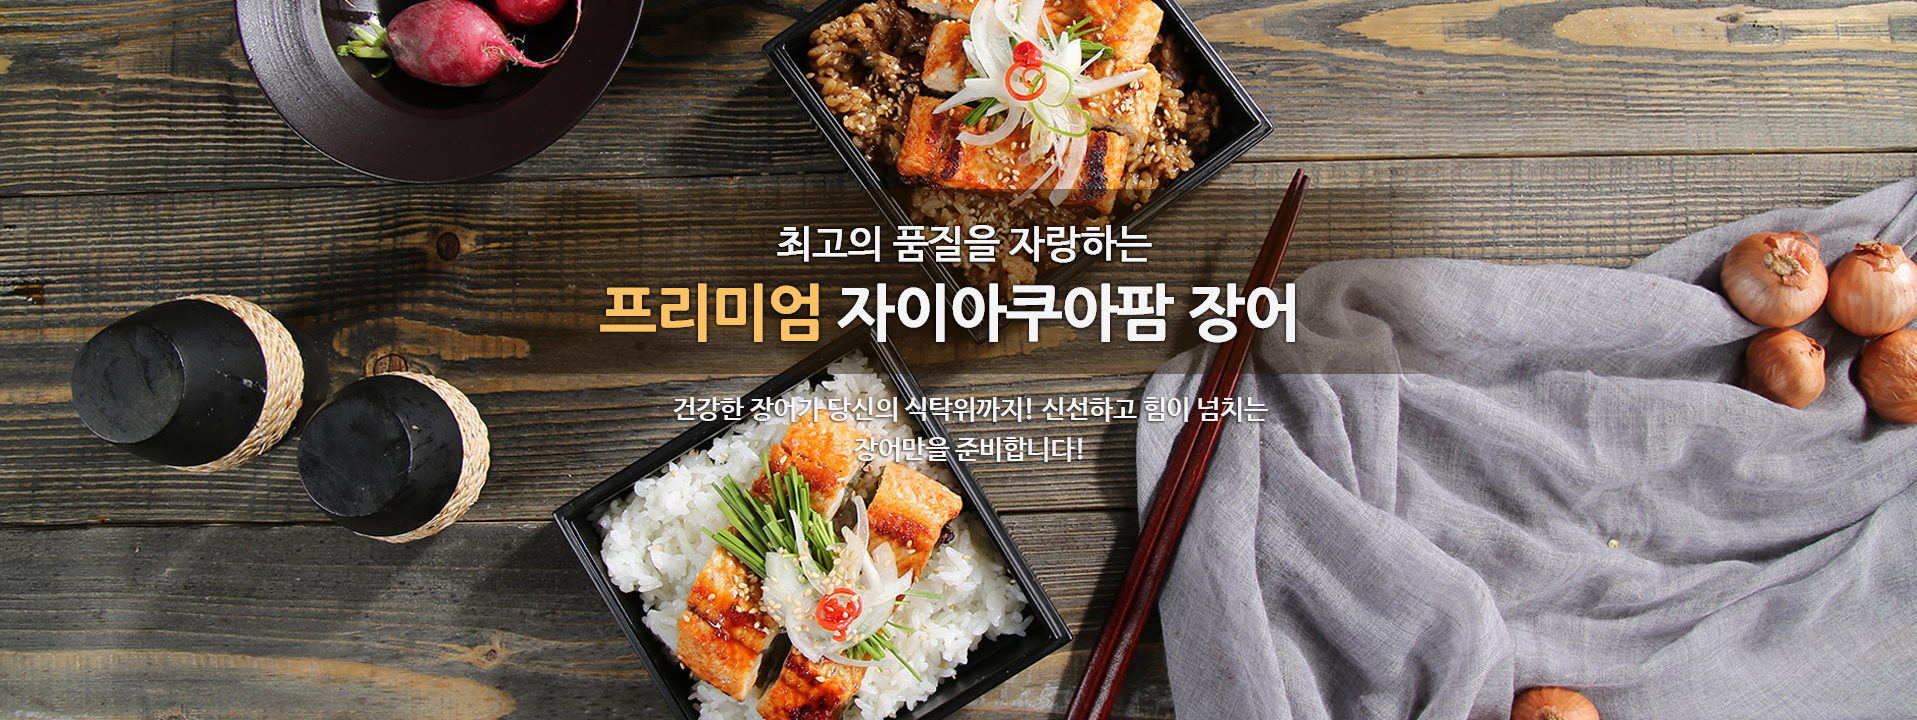 최고의 품질을 자랑하는
프리미엄 자이아쿠아팜 장어
건강한 장어가 당신의 식탁위까지! 신선하고 힘이 넘치는
장어만을 준비합니다!